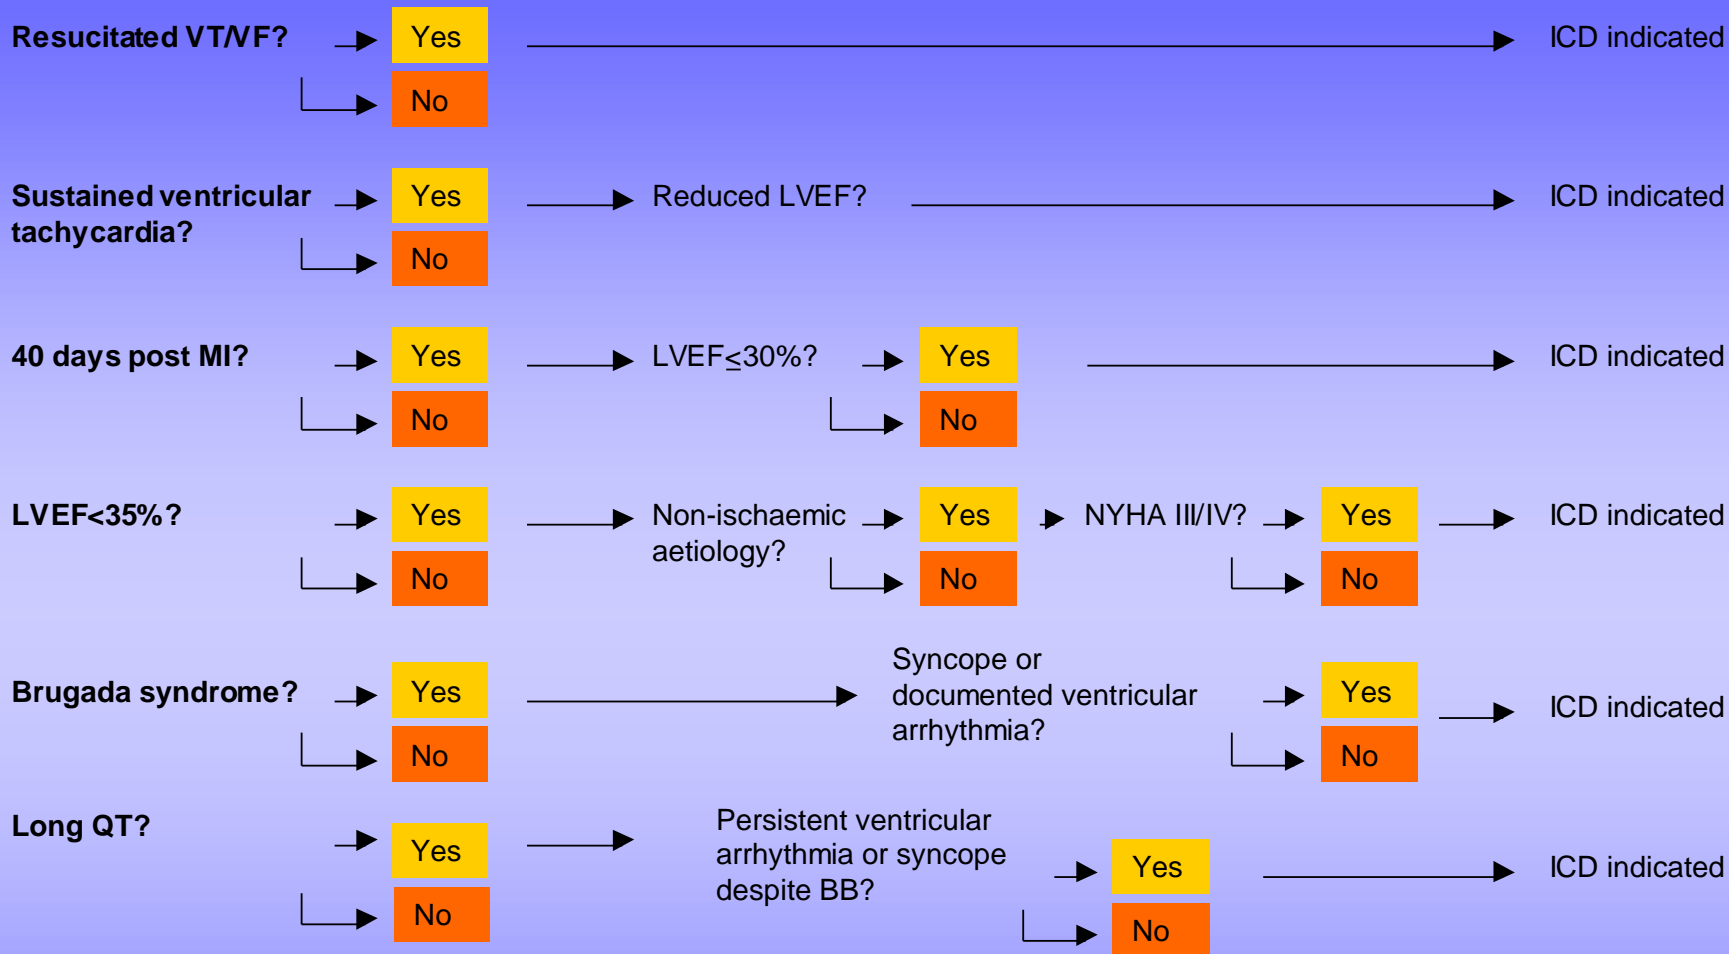 Resucitated VT/VF?
Yes
ICD indicated
No
Sustained ventricular
tachycardia?
Yes
Reduced LVEF?
ICD indicated
No
40 days post MI?
Yes
LVEF≤30%?
Yes
ICD indicated
No
No
LVEF<35%?
Yes
Non-ischaemic
aetiology?
Yes
NYHA III/IV?
Yes
ICD indicated
No
No
No
Brugada syndrome?
Yes
Syncope or
documented ventricular
arrhythmia?
Yes
ICD indicated
No
No
Long QT?
Yes
Persistent ventricular
arrhythmia or syncope
despite BB?
Yes
ICD indicated
No
No